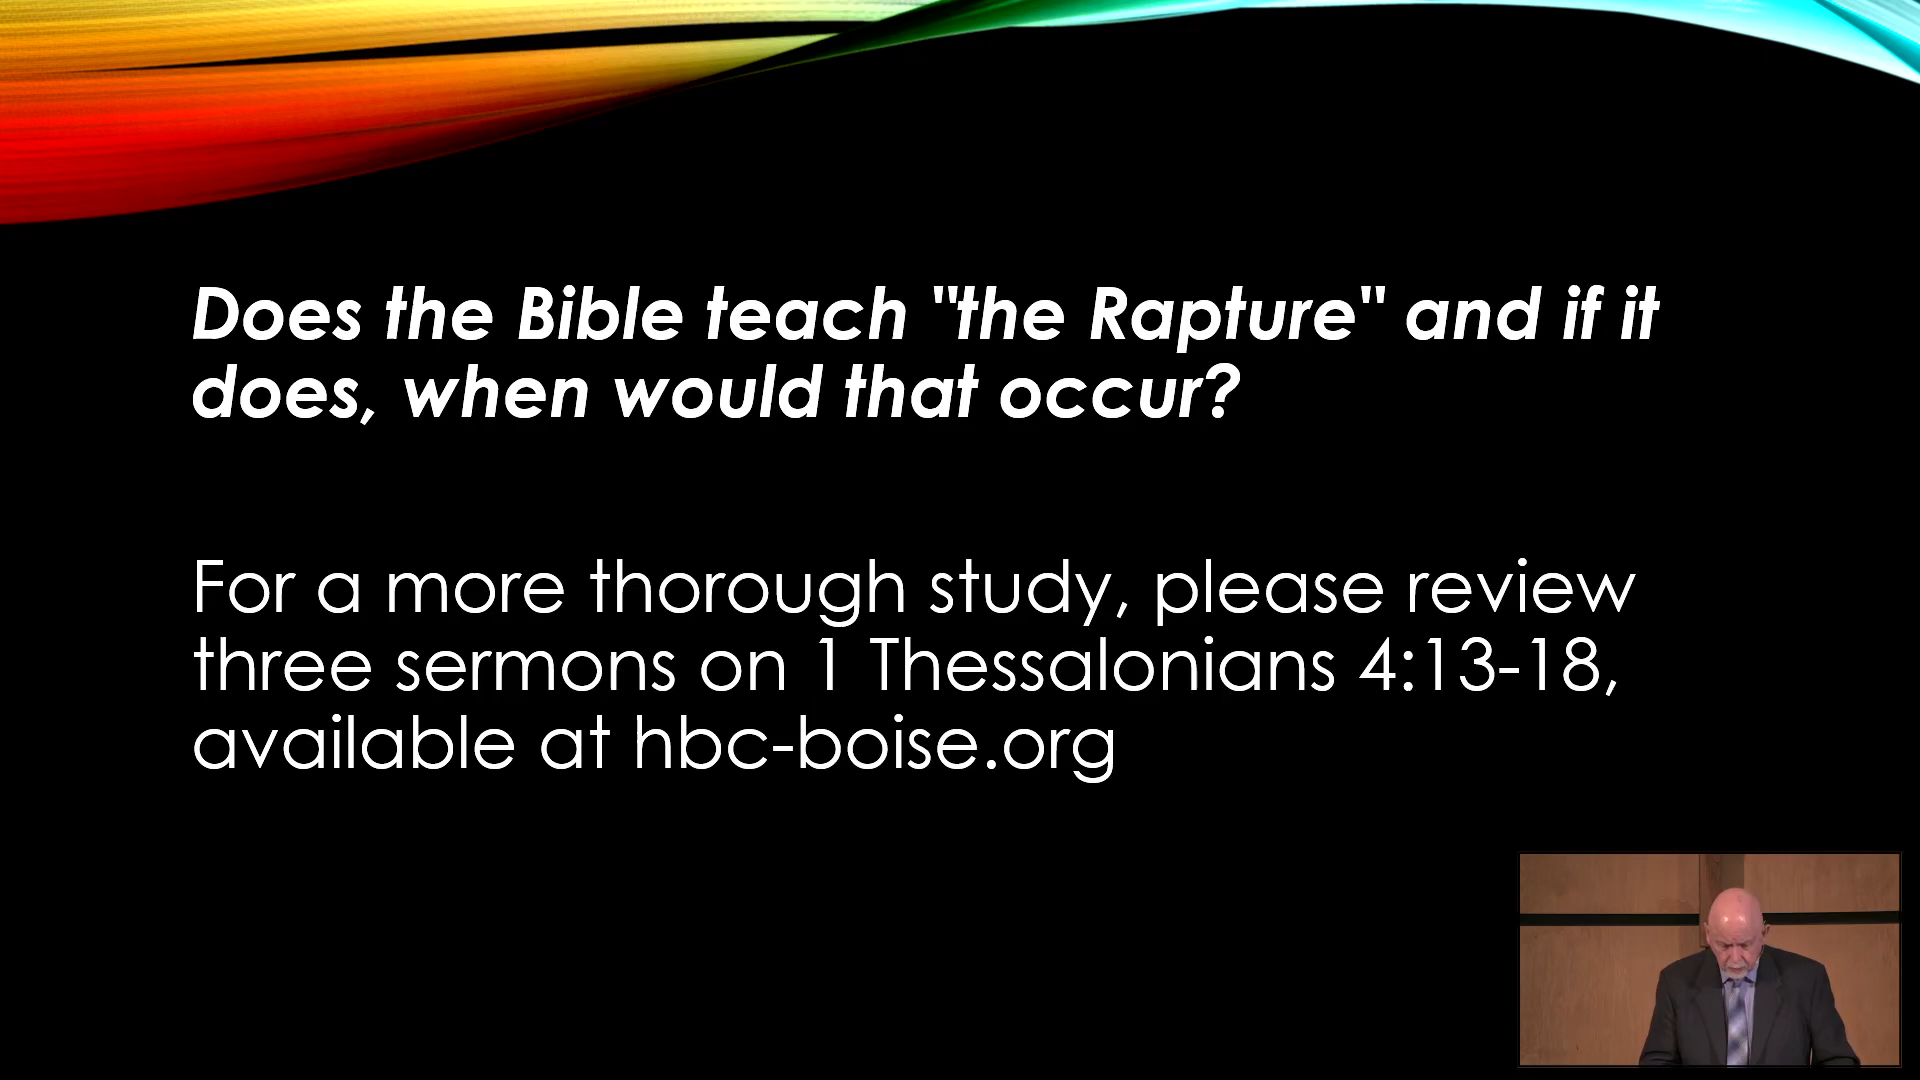 Does the Bible teach "the Rapture" and if it
does, when would that occur?
For a more thorough study, please review
three sermons on 1 Thessalonians 4:13-18,
available at hbc-boise.org